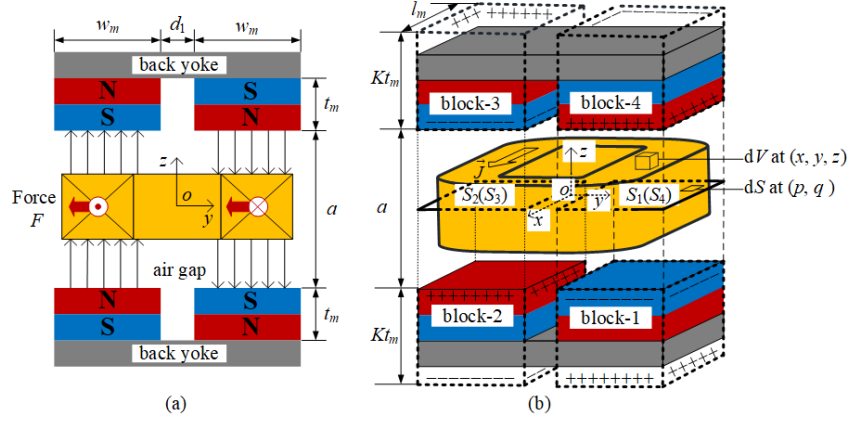 w_m d_1 w_m
back yoke
N S
S N
t_m
z
o
y
Force
F
a
air gap
N S
S N
t_m
back yoke
(a)
l_m
++++
Kt_m
block-3 block-4
J
z
dV at (x, y, z)
S_2(S_3) o S_1(S_4)
dS at (p, q )
y
x
a
block-2 block-1
Kt_m
(b)